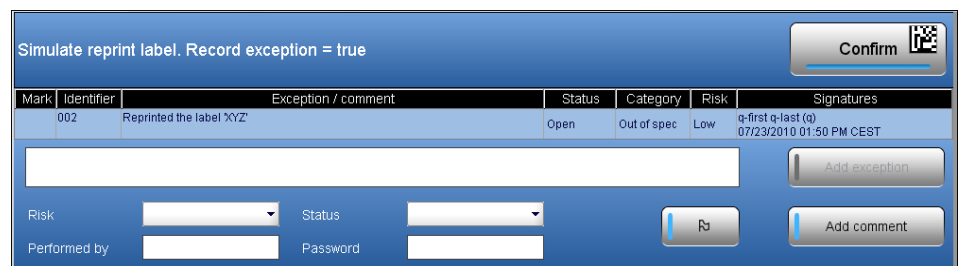 Simulate reprint label. Record exception = true
Confirm
Mark Identifier Exception / comment Status Category Risk Signatures
002 Reprinted the label 'XYZ' Open Out of spec Low q-first q-last (q)
07/23/2010 01:50 PM CEST
Add exception
Risk Status
Add comment
Performed by Password